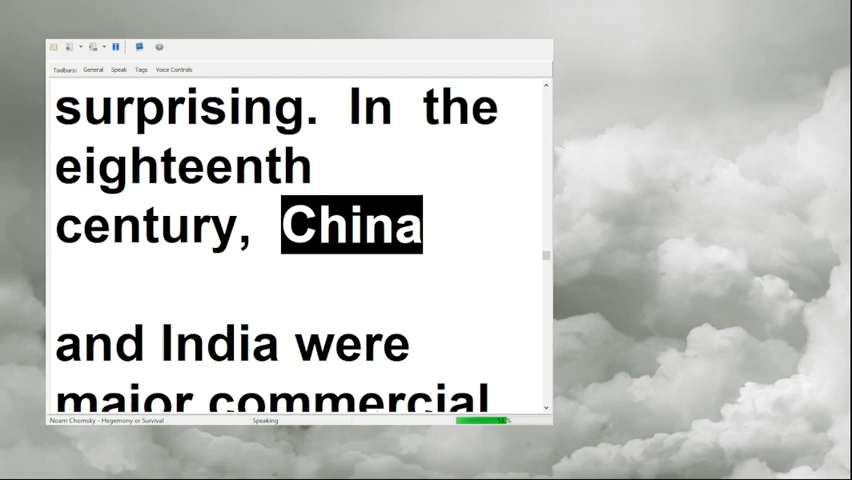 Toolbars: General Speak Tags Voice Controls
surprising. In the
eighteenth
century, China
and India were
major commercial
Noam Chomsky - Hegemony or Survival Speaking